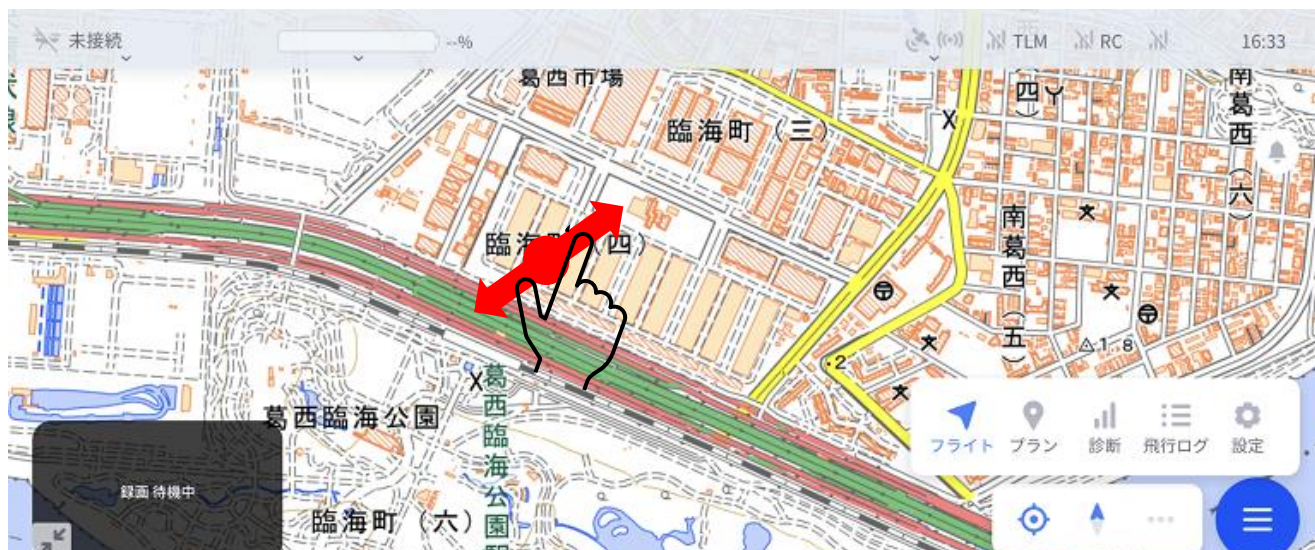 未接続
--%
TLM
RC
16:33
葛西市場
臨海町（三）
四）
南葛西（六）
臨海町（四）
南葛西（五）
1.8
2
葛西臨海公園
葛西臨海公園
臨海町（六）
録画 待機中
フライト
プラン
診断
飛行ログ
設定